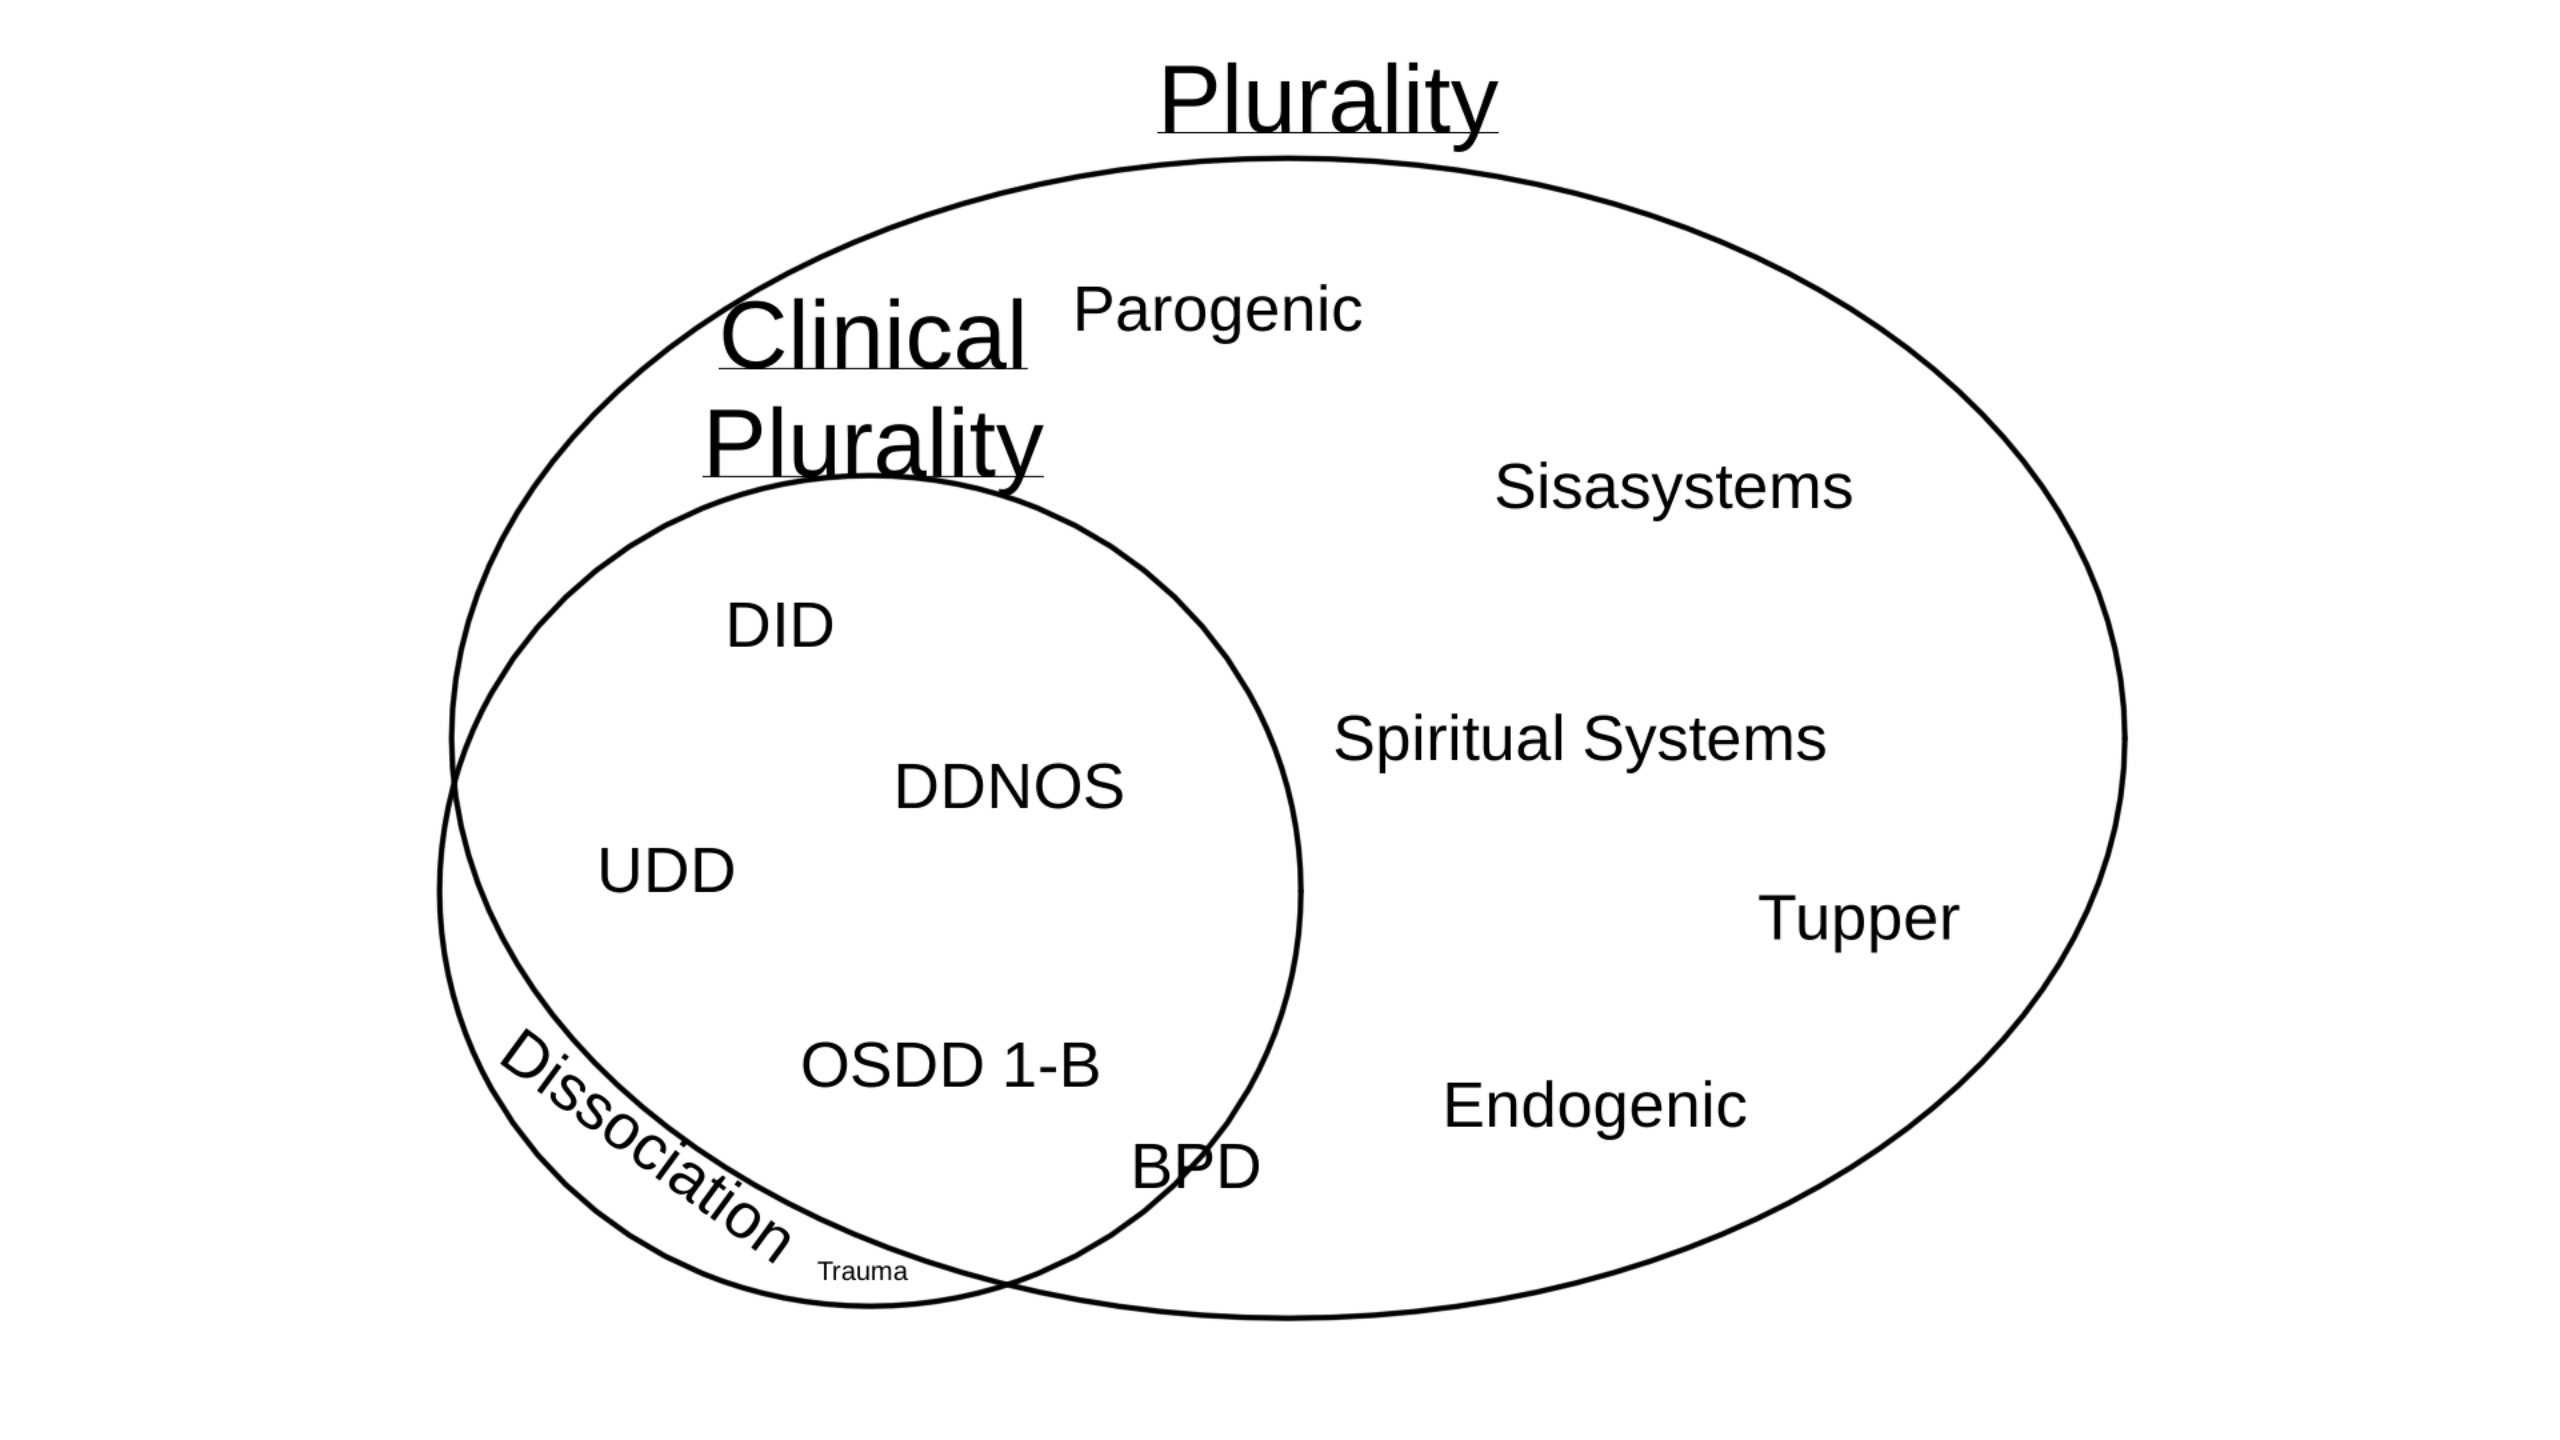 Plurality
Clinical
Plurality
Parogenic
Sisasystems
DID
Spiritual Systems
DDNOS
UDD
Tupper
OSDD 1-B
Endogenic
BPD
Dissociation
Trauma